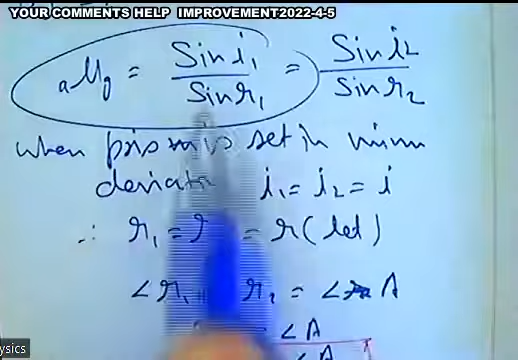 YOUR COMMENTS HELP IMPROVEMENT2022-4-5
aμg = Sin i1 / Sin r1 = Sin i2 / Sin r2
when prism is set in minm
deviatn i1 = i2 = i
∴ r1 = r = r (let)
∠r1 r2 = ∠A
∠A
∠A
ysics